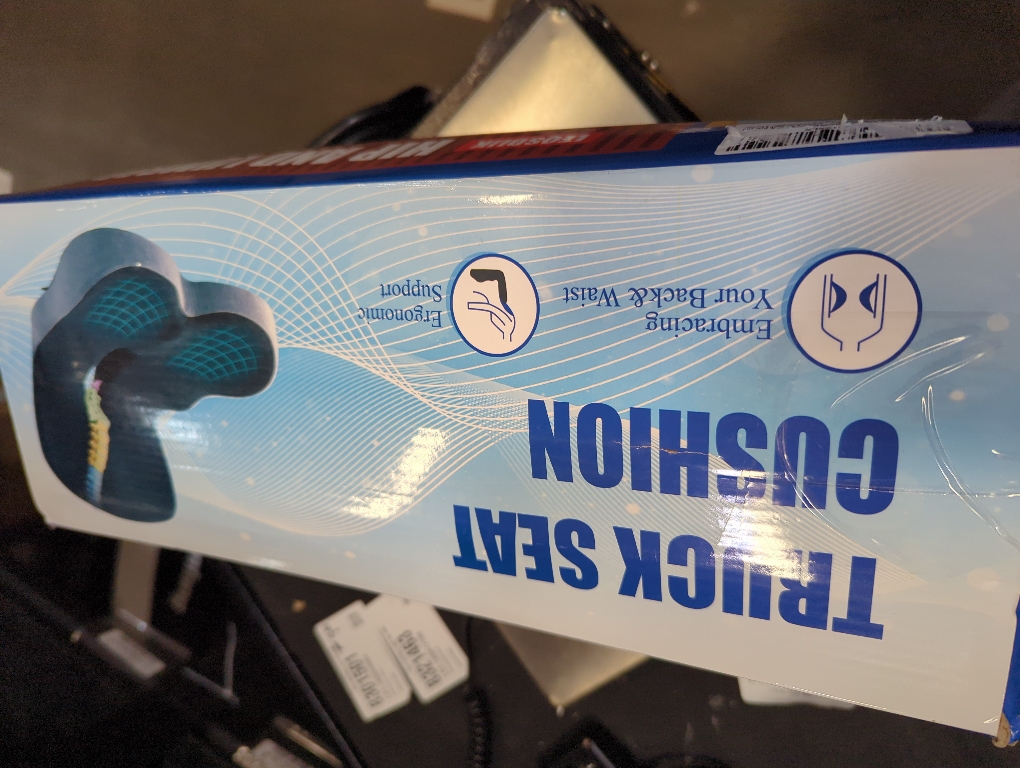 TRUCK SEAT
CUSHION
Embracing
Your Back& Waist
Ergonomic
Support